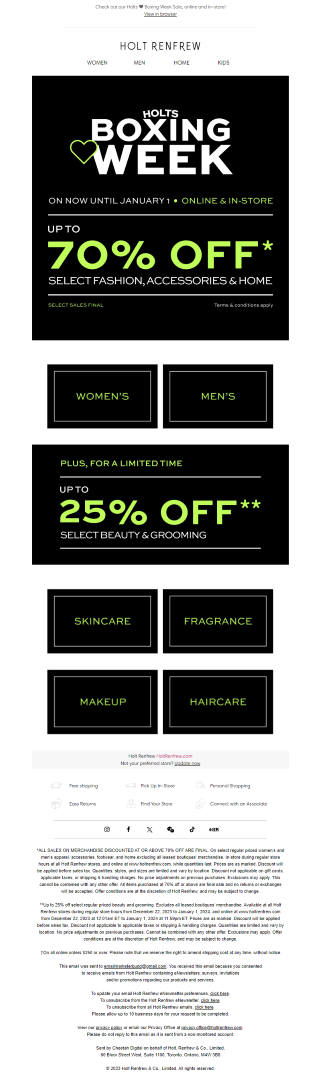 Check out our Holts 🖤 Boxing Week Sale, online and in-store!
View in browser
HOLT RENFREW
WOMEN MEN HOME KIDS
HOLTS
BOXING
WEEK
ON NOW UNTIL JANUARY 1 • ONLINE & IN-STORE
UP TO
70% OFF*
SELECT FASHION, ACCESSORIES & HOME
SELECT SALES FINAL Terms & conditions apply
WOMEN'S MEN'S
PLUS, FOR A LIMITED TIME
UP TO
25% OFF**
SELECT BEAUTY & GROOMING
SKINCARE FRAGRANCE
MAKEUP HAIRCARE
Holt Renfrew HoltRenfrew.com
Not your preferred store? Update now
Free shipping Pick Up In-Store Personal Shopping
Easy Returns Find Your Store Connect with an Associate
*ALL SALES ON MERCHANDISE DISCOUNTED AT OR ABOVE 70% OFF ARE FINAL. On select regular priced women's and
men's apparel, accessories, footwear, and home excluding all leased boutiques' merchandise. In-store during regular store
hours at all Holt Renfrew stores, and online at www.holtrenfrew.com, while quantities last. Prices are as marked. Discount will
be applied before sales tax. Quantities, styles, and sizes are limited and vary by location. Discount not applicable on gift cards,
applicable taxes, or shipping & handling charges. No price adjustments on previous purchases. Exclusions may apply. This
cannot be combined with any other offer. All items purchased at 70% off or above are final sale and no returns or exchanges
will be accepted. Offer conditions are at the discretion of Holt Renfrew, and may be subject to change.
**Up to 25% off select regular priced beauty and grooming. Excludes all leased boutiques' merchandise. Available at all Holt
Renfrew stores during regular store hours from December 22, 2023 to January 1, 2024, and online at www.holtrenfrew.com
from December 22, 2023 at 12:01am ET to January 1, 2024 at 11:59pm ET. Prices are as marked. Discount will be applied
before sales tax. Discount not applicable to applicable taxes or shipping & handling charges. Quantities are limited and vary by
location. No price adjustments on previous purchases. Cannot be combined with any other offer. Exclusions may apply. Offer
conditions are at the discretion of Holt Renfrew, and may be subject to change.
†On all online orders $250 or over. Please note that we reserve the right to amend shipping cost at any time, without notice.
This email was sent to emailmarketerbuddy@gmail.com. You received this email because you consented
to receive emails from Holt Renfrew containing eNewsletters, surveys, invitations
and/or promotions regarding our products and services.
To update your email Holt Renfrew eNewsletter preferences, click here.
To unsubscribe from the Holt Renfrew eNewsletter, click here.
To unsubscribe from all Holt Renfrew emails, click here.
Please allow up to 10 business days for your request to be completed.
View our privacy policy or email our Privacy Office at privacy.office@holtrenfrew.com
Please do not reply to this email as it is sent from a non-monitored account.
Sent by Cheetah Digital on behalf of, Holt, Renfrew & Co., Limited,
60 Bloor Street West, Suite 1100, Toronto, Ontario, M4W 3B8
© 2023 Holt Renfrew & Co., Limited. All rights reserved.